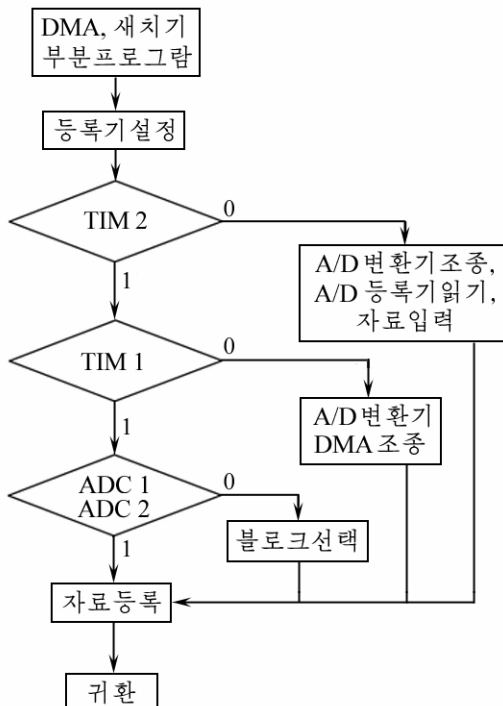 DMA, 새치기
부분프로그람
등록기설정
TIM 2
0
1
A/D 변환기조종,
A/D 등록기읽기,
자료입력
TIM 1
0
1
A/D 변환기
DMA 조종
ADC 1
ADC 2
0
1
블로크선택
자료등록
귀환